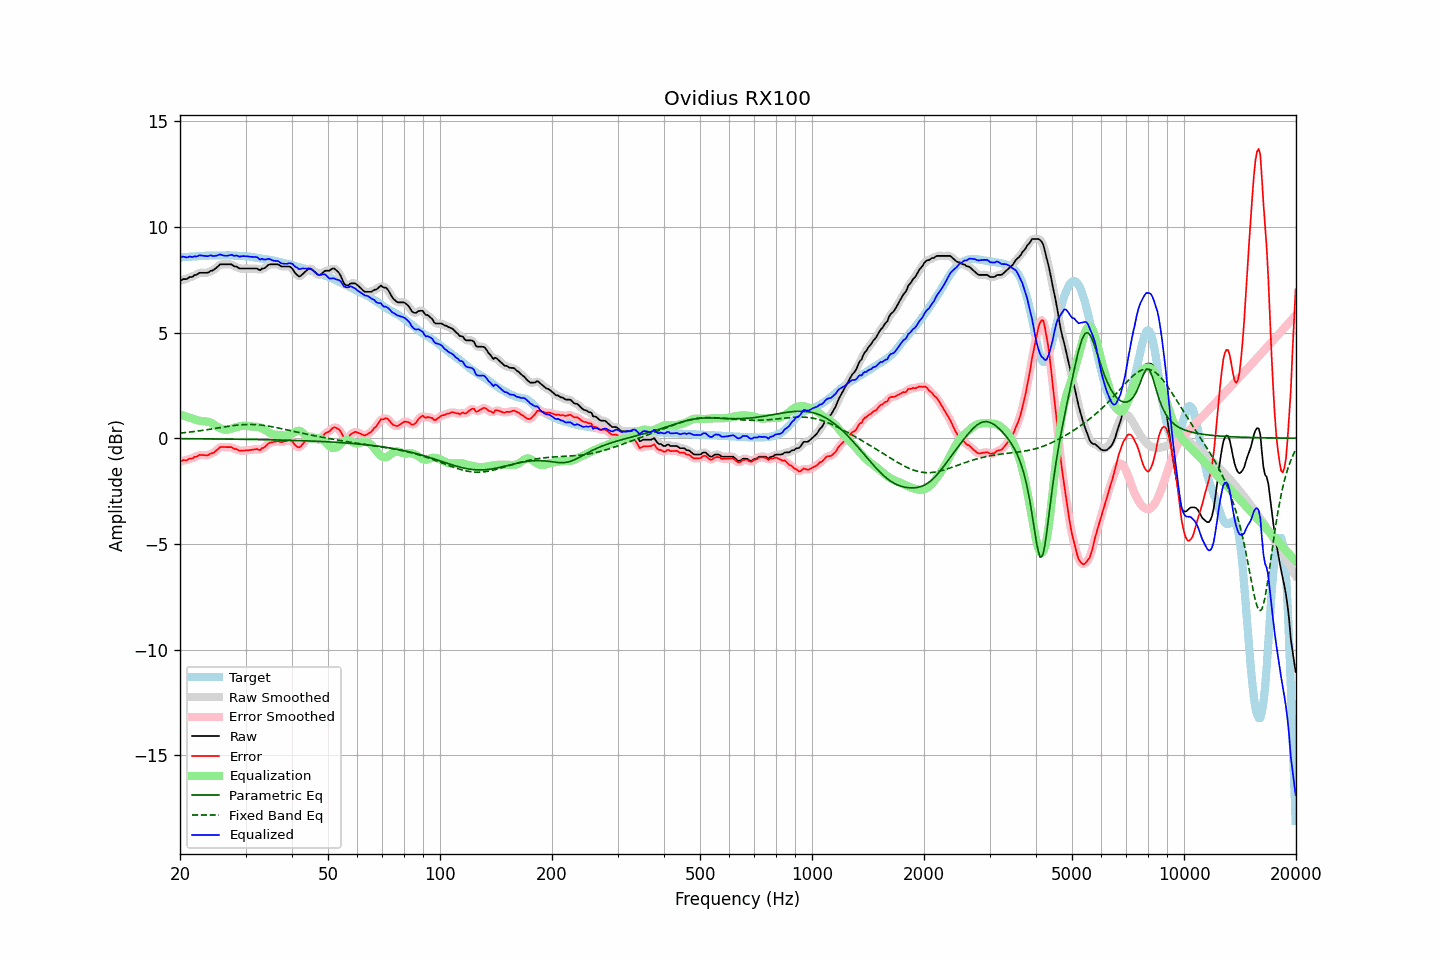 Ovidius RX100
Amplitude (dBr)
15
10
5
0
−5
−10
−15
Target
Raw Smoothed
Error Smoothed
Raw
Error
Equalization
Parametric Eq
Fixed Band Eq
Equalized
20 50 100 200 500 1000 2000 5000 10000 20000
Frequency (Hz)